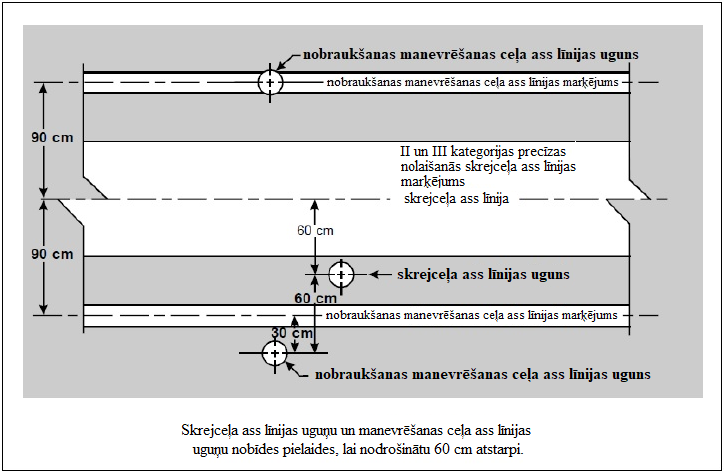 nobraukšanas manevrēšanas ceļa ass līnijas uguns
nobraukšanas manevrēšanas ceļa ass līnijas marķējums
90 cm
II un III kategorijas precīzas
nolaišanās skrejceļa ass līnijas
marķējums
skrejceļa ass līnija
60 cm
90 cm
skrejceļa ass līnijas uguns
60 cm
nobraukšanas manevrēšanas ceļa ass līnijas marķējums
30 cm
nobraukšanas manevrēšanas ceļa ass līnijas uguns
Skrejceļa ass līnijas uguņu un manevrēšanas ceļa ass līnijas
uguņu nobīdes pielaides, lai nodrošinātu 60 cm atstarpi.